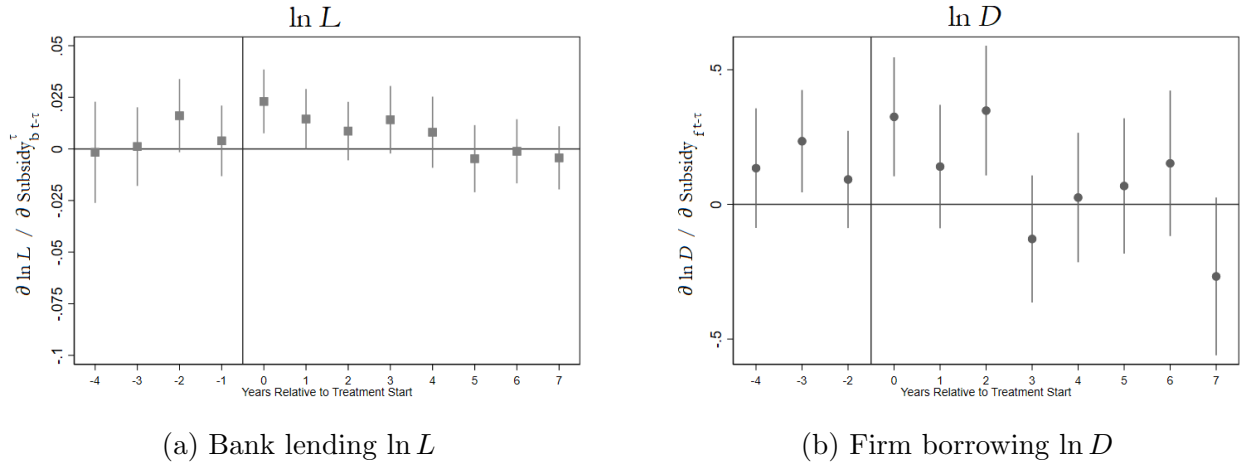 ln L
∂ ln L / ∂ Subsidy^τ_{b t-τ}
.05
.025
0
-.025
-.05
-.075
-.1
-4 -3 -2 -1 0 1 2 3 4 5 6 7
Years Relative to Treatment Start
(a) Bank lending ln L
ln D
∂ ln D / ∂ Subsidy_{f t-τ}
.5
0
-.5
-4 -3 -2 0 1 2 3 4 5 6 7
Years Relative to Treatment Start
(b) Firm borrowing ln D